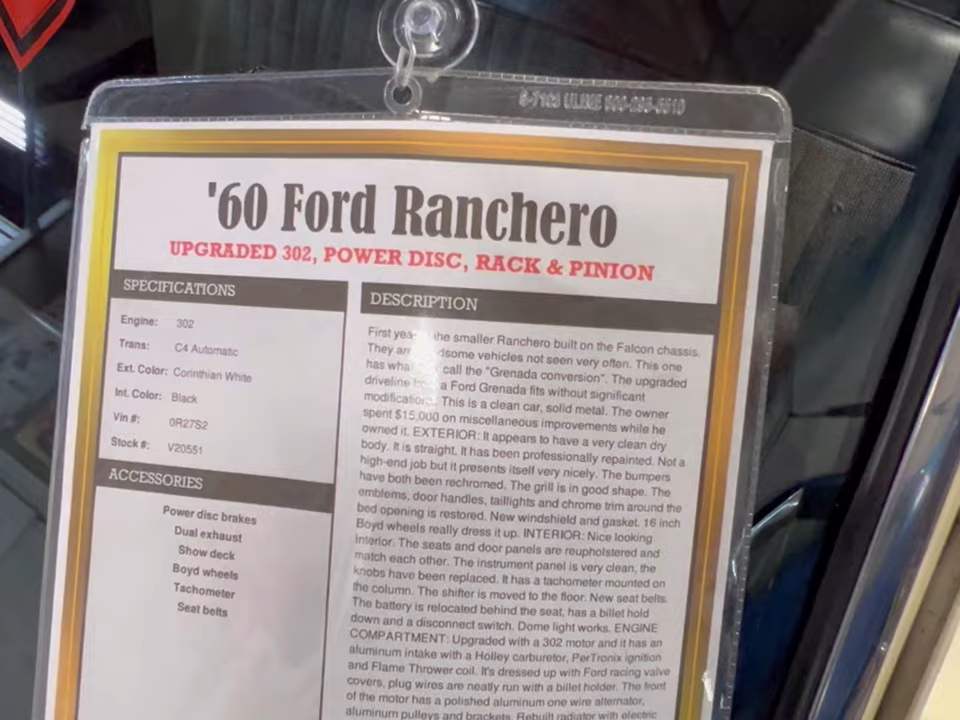 '60 Ford Ranchero
UPGRADED 302, POWER DISC, RACK & PINION
SPECIFICATIONS
Engine: 302
Trans: C4 Automatic
Ext. Color: Corinthian White
Int. Color: Black
Vin #: 0R27S2
Stock #: V20551
ACCESSORIES
Power disc brakes
Dual exhaust
Show deck
Boyd wheels
Tachometer
Seat belts
DESCRIPTION
First the smaller Ranchero built on the Falcon chassis.
They vehicles not seen very often. This one
has call the "Grenada conversion". The upgraded
driveline a Ford Grenada fits without significant
This is a clean car, solid metal. The owner
spent $15,000 on miscellaneous improvements while he
owned it. EXTERIOR: It appears to have a very clean dry
body. It is straight. It has been professionally repainted. Not a
high-end job but it presents itself very nicely. The bumpers
have both been rechromed. The grill is in good shape. The
emblems, door handles, taillights and chrome trim around the
bed opening is restored. New windshield and gasket. 16 inch
Boyd wheels really dress it up. INTERIOR: Nice looking
interior. The seats and door panels are reupholstered and
match each other. The instrument panel is very clean, the
knobs have been replaced. It has a tachometer mounted on
the column. The shifter is moved to the floor. New seat belts.
The battery is relocated behind the seat, has a billet hold
down and a disconnect switch. Dome light works. ENGINE
COMPARTMENT: Upgraded with a 302 motor and it has an
aluminum intake with a Holley carburetor, PerTronix ignition
and Flame Thrower coil. It's dressed up with Ford racing valve
covers, plug wires are neatly run with a billet holder. The front
of the motor has a polished aluminum one wire alternator,
aluminum pulleys and brackets. Rebuilt radiator with electric